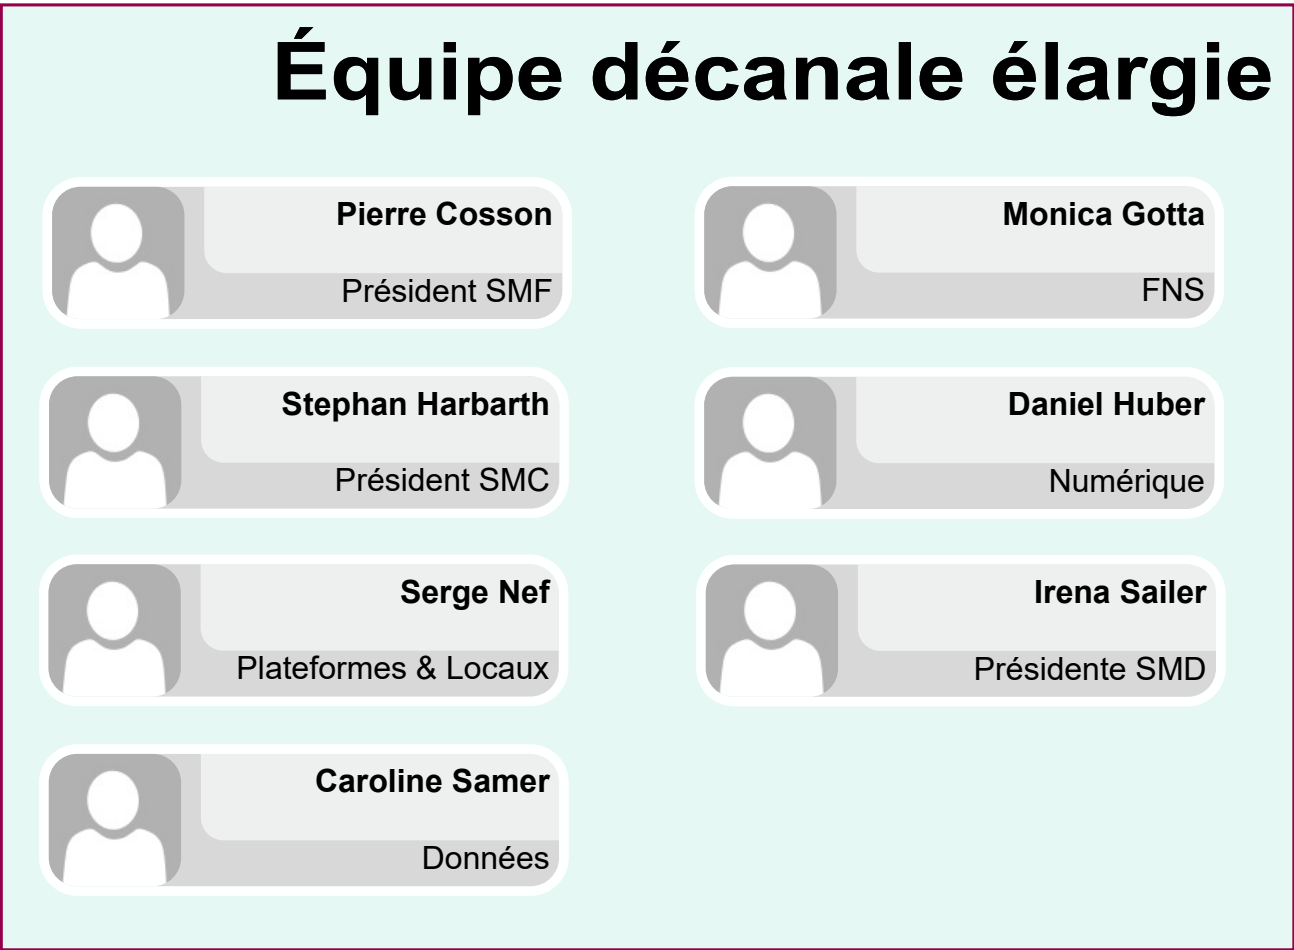 Équipe décanale élargie
Pierre Cosson
Président SMF
Monica Gotta
FNS
Stephan Harbarth
Président SMC
Daniel Huber
Numérique
Serge Nef
Plateformes & Locaux
Irena Sailer
Présidente SMD
Caroline Samer
Données